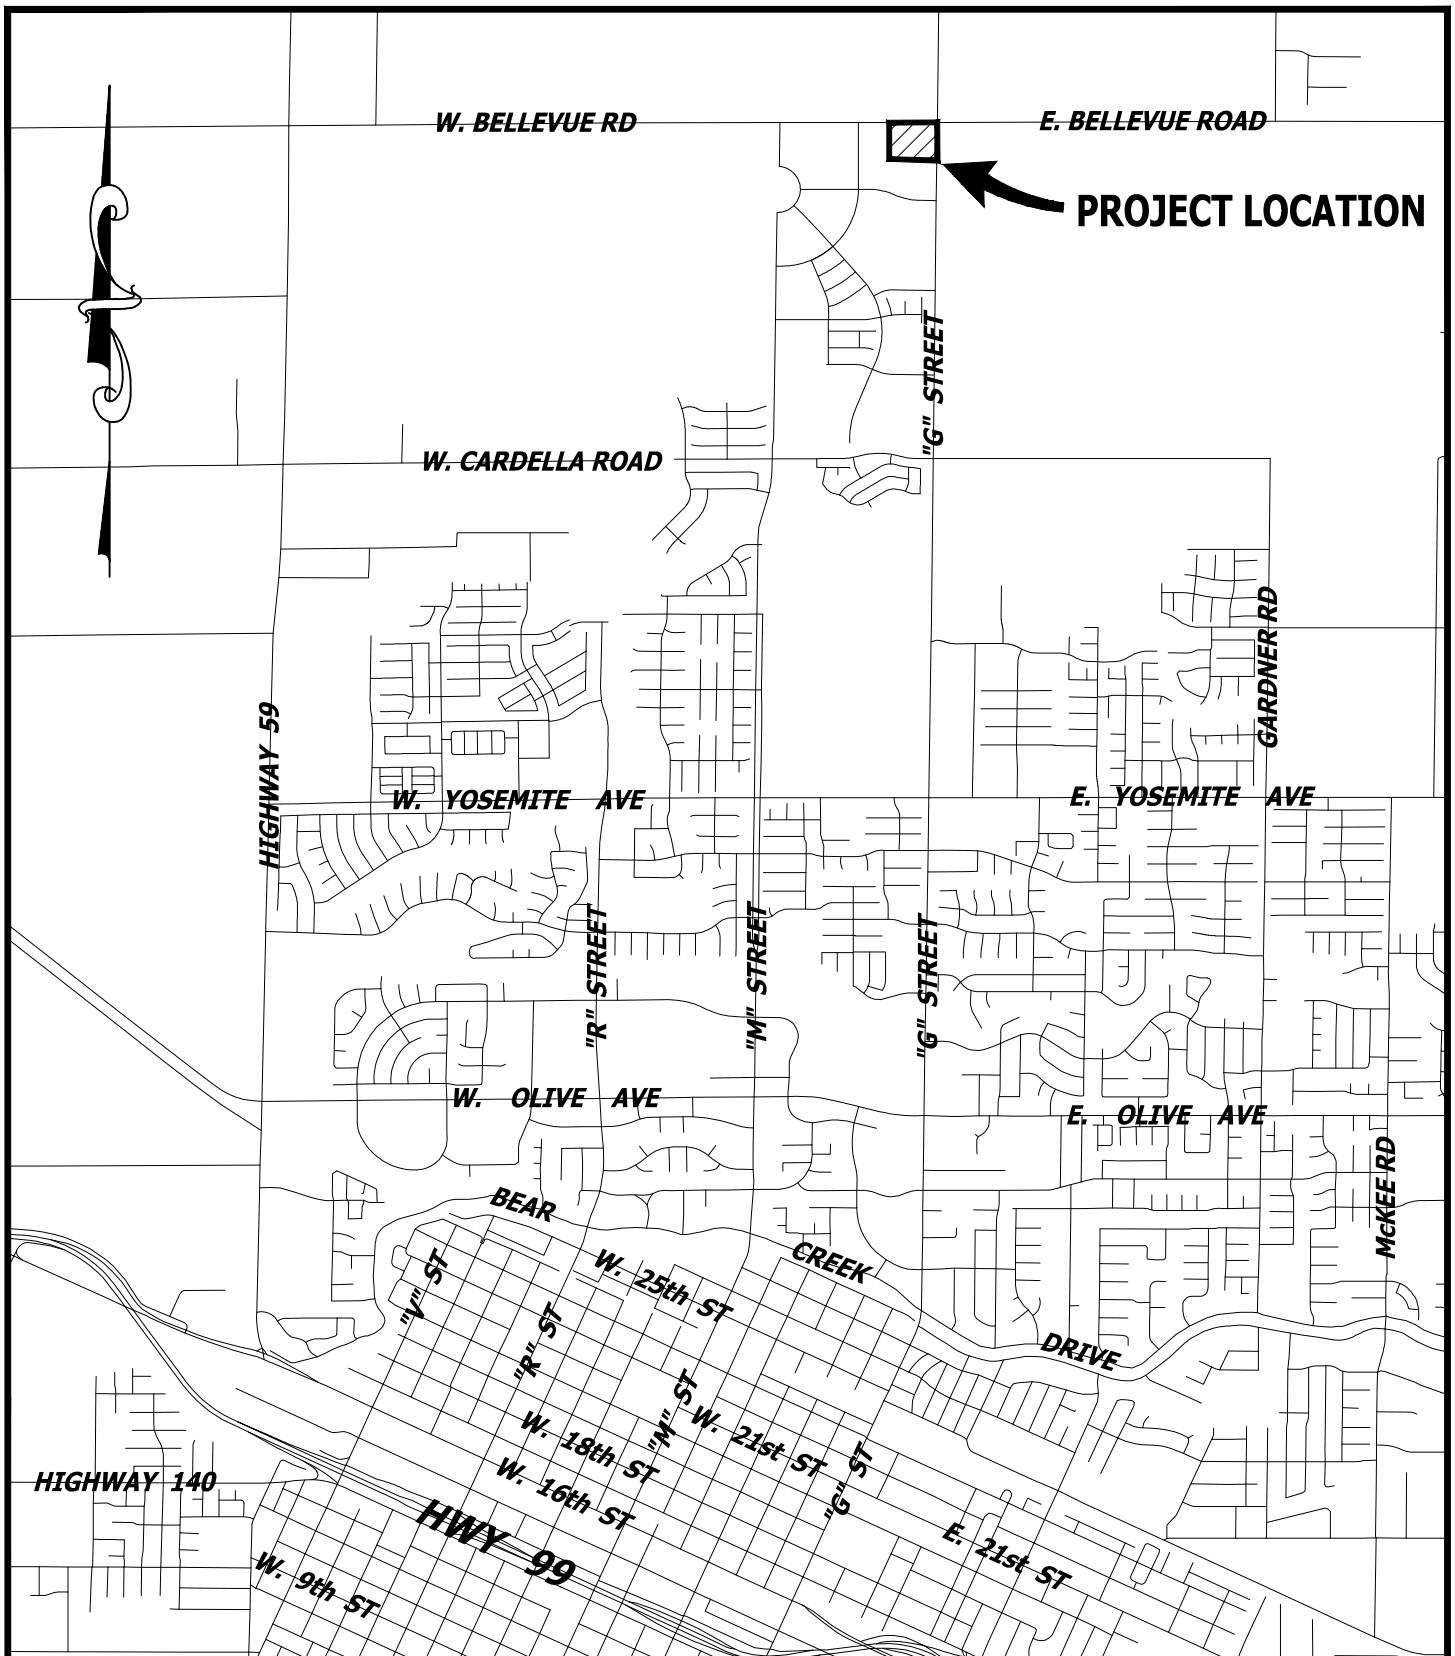 W. BELLEVUE RD
E. BELLEVUE ROAD
PROJECT LOCATION
"G" STREET
W. CARDELLA ROAD
GARDNER RD
HIGHWAY 59
W. YOSEMITE AVE
E. YOSEMITE AVE
"R" STREET
"M" STREET
"G" STREET
W. OLIVE AVE
E. OLIVE AVE
McKEE RD
BEAR
CREEK
DRIVE
"V" ST
W. 25th ST
"R" ST
"M" ST
W. 21st ST
W. 18th ST
"G" ST
W. 16th ST
HIGHWAY 140
HWY 99
E. 21st ST
W. 9th ST